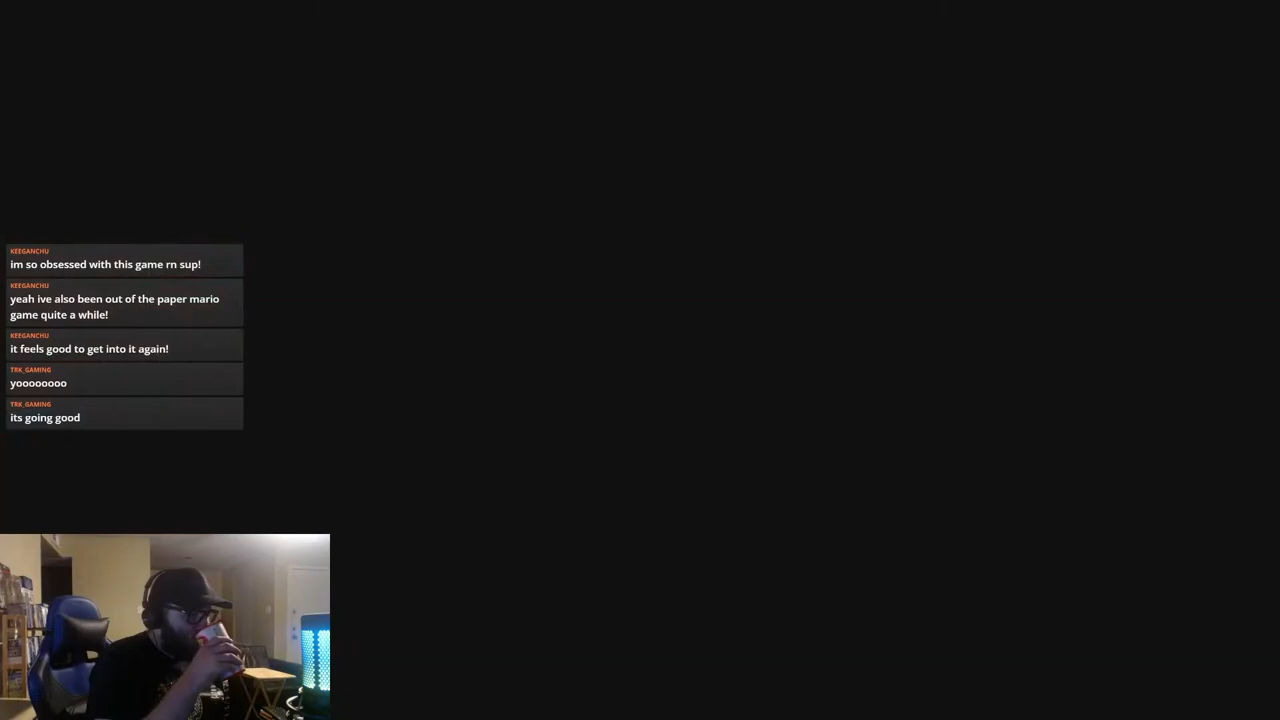 KEEGANCHU
im so obsessed with this game rn sup!
KEEGANCHU
yeah ive also been out of the paper mario
game quite a while!
KEEGANCHU
it feels good to get into it again!
TRK_GAMING
yoooooooo
TRK_GAMING
its going good